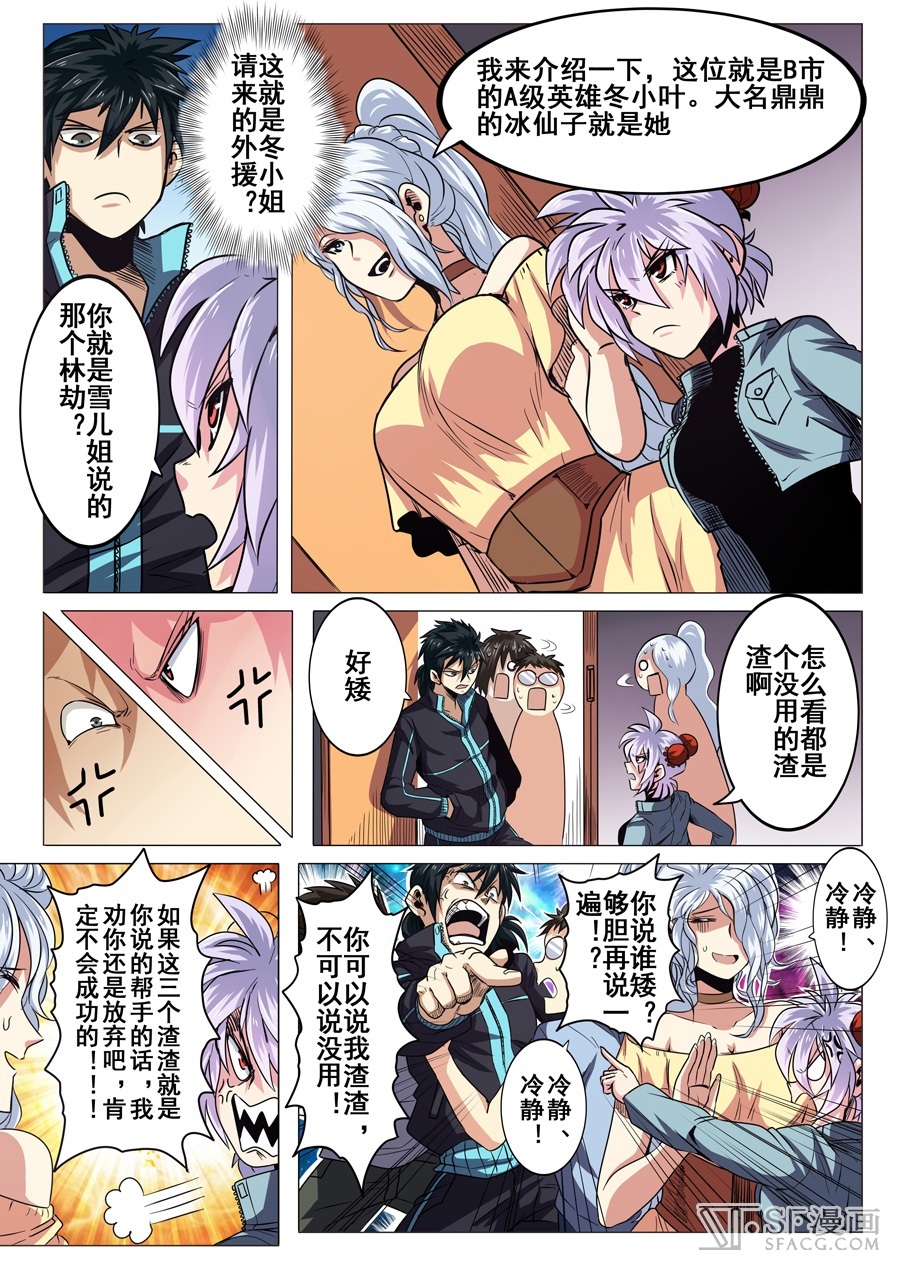 我来介绍一下，这位就是B市
的A级英雄冬小叶。大名鼎鼎
的冰仙子就是她
这就是冬小姐
请来的外援？
你就是雪儿姐说的
那个林劫？
好矮
怎么看都是
个没用的渣
渣啊
如果这三个渣渣就是
你说的帮手的话，我
劝你还是放弃吧，肯
定不会成功的！！！
你可以说我渣渣，
不可以说没用！
你说谁矮？
够胆再说一
遍！？
冷静、
冷静！
冷静、
冷静！
SF漫画
SFACG.COM